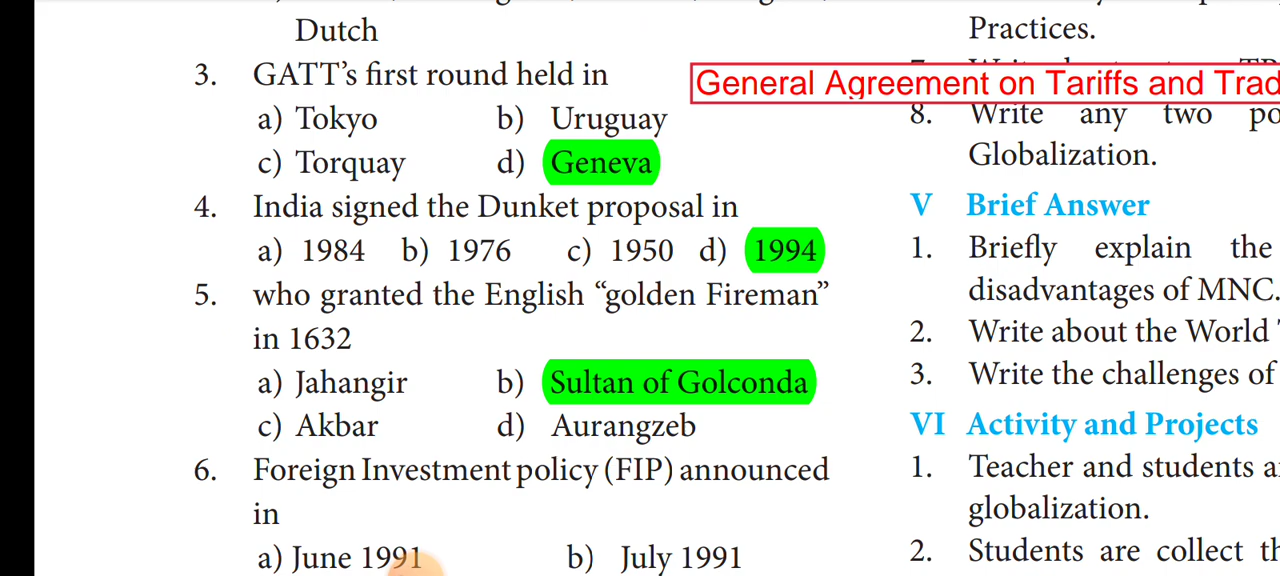 Dutch
3. GATT's first round held in
a) Tokyo b) Uruguay
c) Torquay d) Geneva
4. India signed the Dunket proposal in
a) 1984 b) 1976 c) 1950 d) 1994
5. who granted the English “golden Fireman”
in 1632
a) Jahangir b) Sultan of Golconda
c) Akbar d) Aurangzeb
6. Foreign Investment policy (FIP) announced
in
a) June 1991 b) July 1991
Practices.
General Agreement on Tariffs and Trad
8. Write any two po
Globalization.
V Brief Answer
1. Briefly explain the
disadvantages of MNC.
2. Write about the World
3. Write the challenges of
VI Activity and Projects
1. Teacher and students a
globalization.
2. Students are collect th